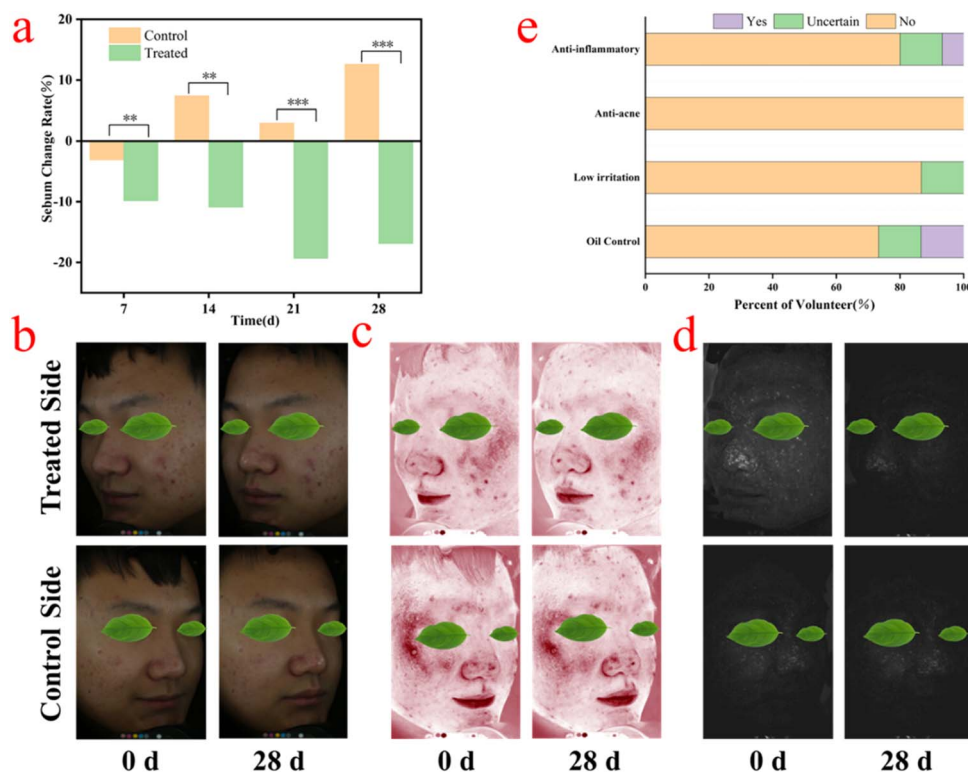 a
20
10
0
-10
-20
Sebum Change Rate(%)
Control
Treated
**
**
***
***
7 14 21 28
Time(d)
e
Yes Uncertain No
Anti-inflammatory
Anti-acne
Low irritation
Oil Control
0 20 40 60 80 100
Percent of Volunteer(%)
b
c
d
Treated Side
Control Side
0 d 28 d 0 d 28 d 0 d 28 d